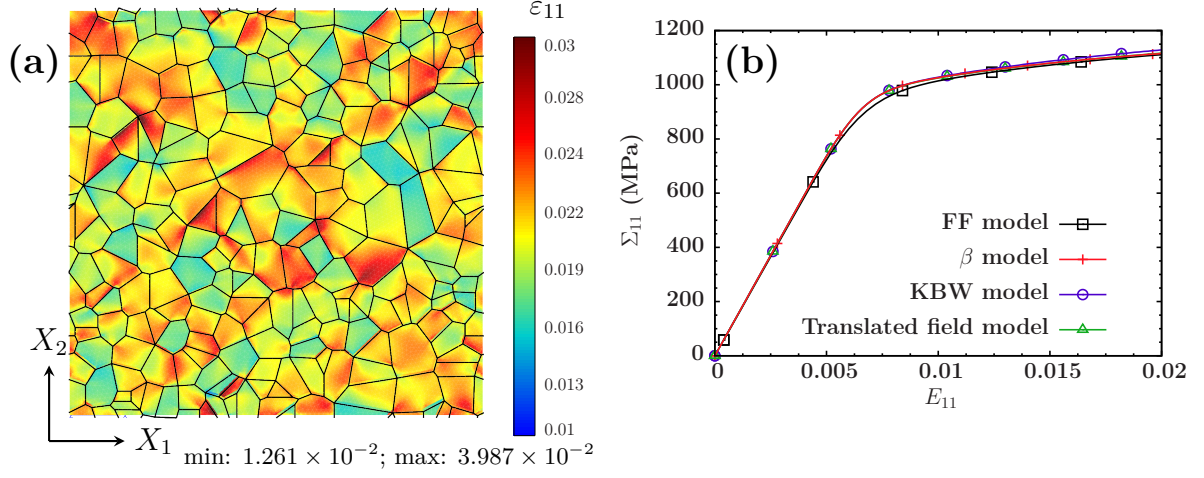 (a)
ε₁₁
0.03
0.028
0.024
0.022
0.019
0.016
0.013
0.01
X₂
X₁
min: 1.261 × 10⁻²; max: 3.987 × 10⁻²
(b)
Σ₁₁ (MPa)
1200
1000
800
600
400
200
0
0 0.005 0.01 0.015 0.02
E₁₁
FF model
β model
KBW model
Translated field model